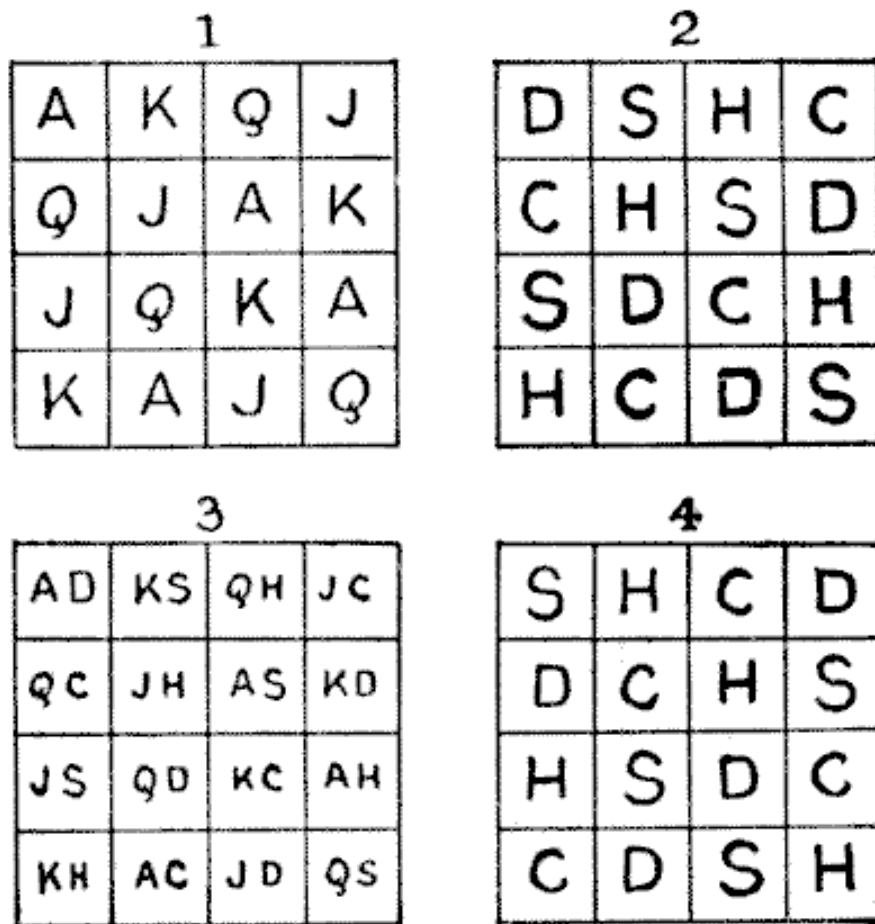 1 2
A K Q J D S H C
Q J A K C H S D
J Q K A S D C H
K A J Q H C D S
3 4
AD KS QH JC S H C D
QC JH AS KD D C H S
JS QD KC AH H S D C
KH AC JD QS C D S H